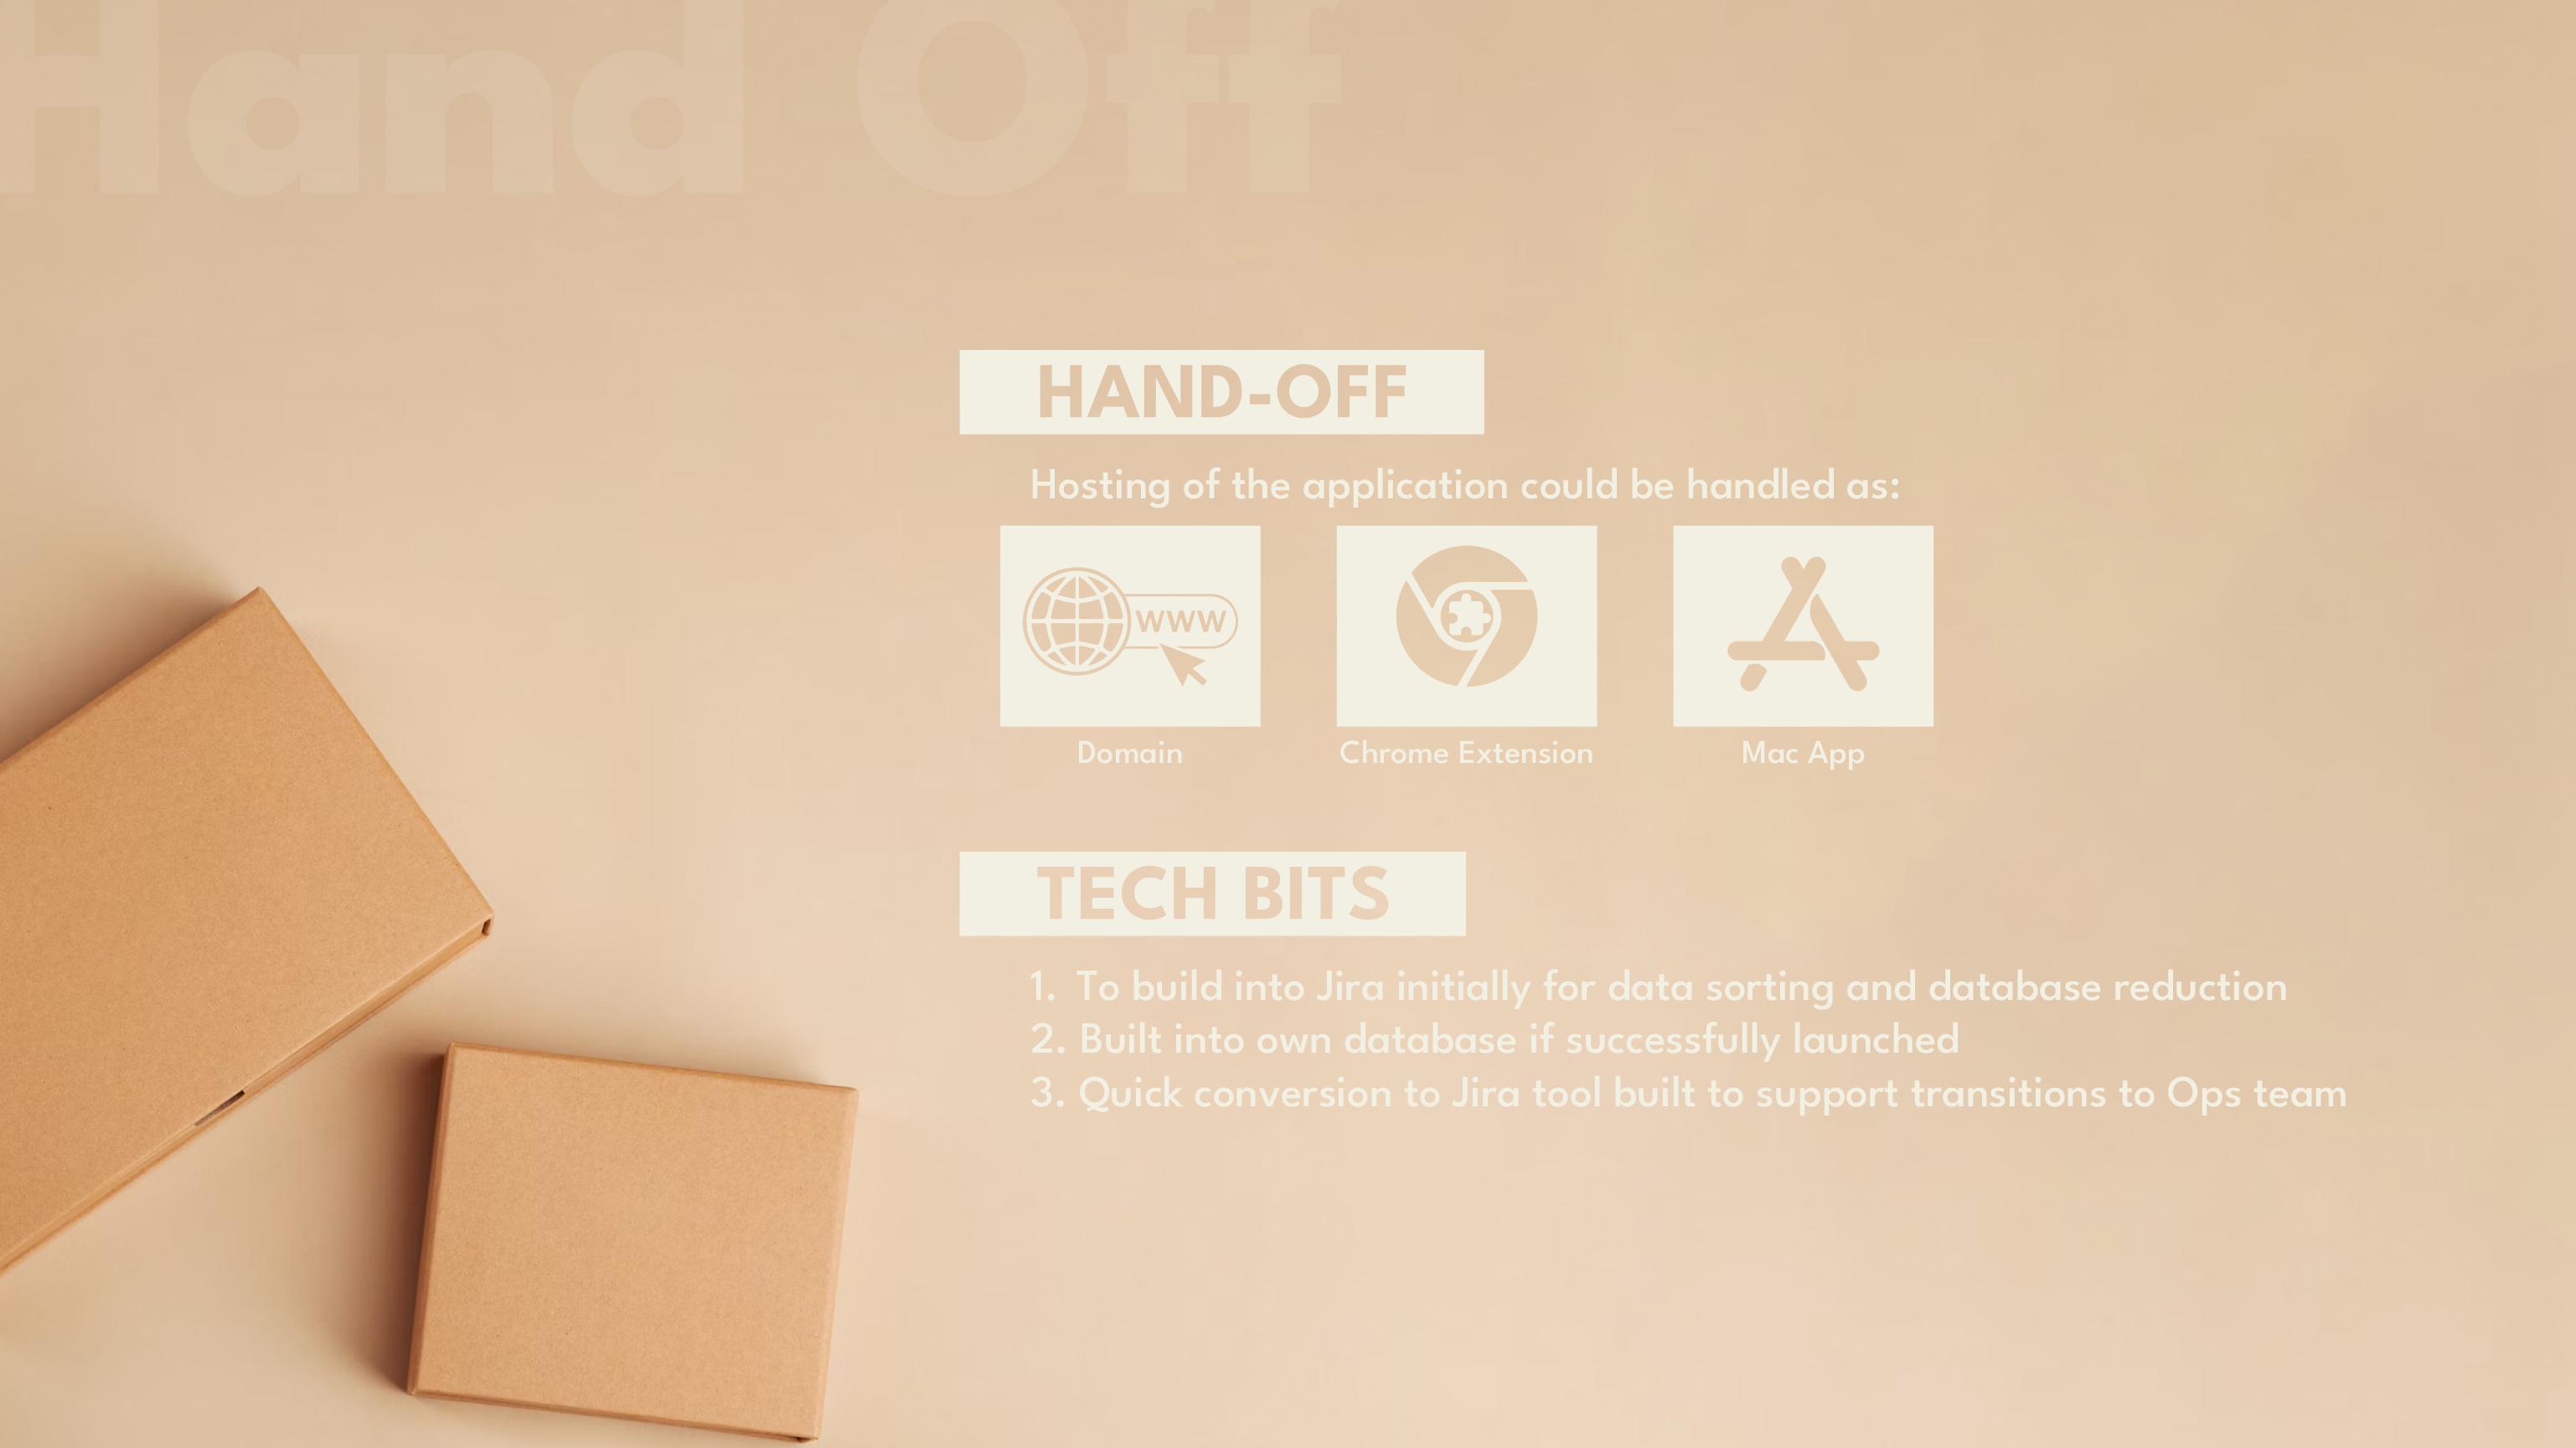 Hand Off
HAND-OFF
Hosting of the application could be handled as:
www
Domain
Chrome Extension
Mac App
TECH BITS
1. To build into Jira initially for data sorting and database reduction
2. Built into own database if successfully launched
3. Quick conversion to Jira tool built to support transitions to Ops team